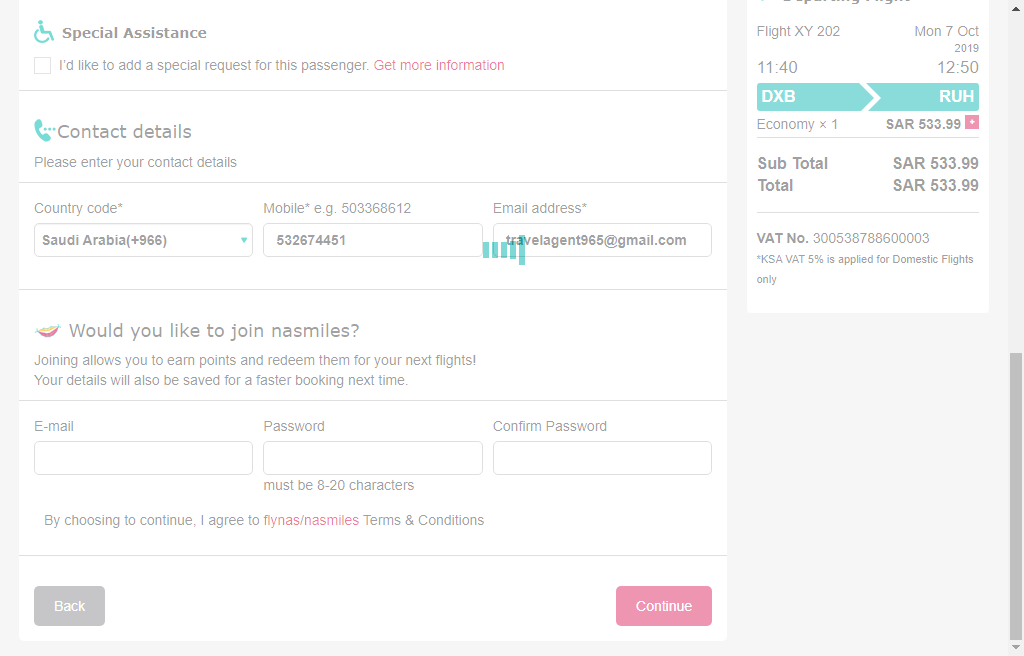 Special Assistance
I'd like to add a special request for this passenger. Get more information
Contact details
Please enter your contact details
Country code*
Mobile* e.g. 503368612
Email address*
Saudi Arabia(+966)
532674451
travelagent965@gmail.com
Would you like to join nasmiles?
Joining allows you to earn points and redeem them for your next flights!
Your details will also be saved for a faster booking next time.
E-mail
Password
Confirm Password
must be 8-20 characters
By choosing to continue, I agree to flynas/nasmiles Terms & Conditions
Back
Continue
Departing Flight
Flight XY 202
Mon 7 Oct
2019
11:40
12:50
DXB
RUH
Economy × 1
SAR 533.99 +
Sub Total
SAR 533.99
Total
SAR 533.99
VAT No. 300538788600003
*KSA VAT 5% is applied for Domestic Flights
only